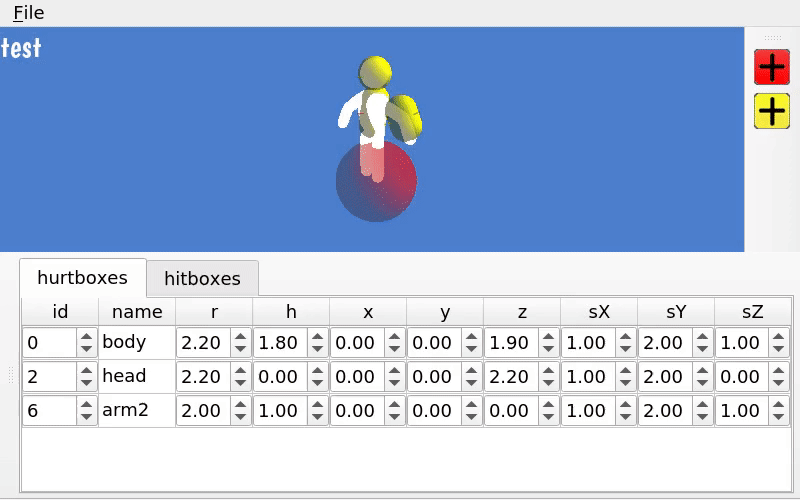 File
test
hurtboxes hitboxes
id name r h x y z sX sY sZ
0 body 2.20 1.80 0.00 0.00 1.90 1.00 2.00 1.00
2 head 2.20 0.00 0.00 0.00 2.20 1.00 2.00 0.00
6 arm2 2.00 1.00 0.00 0.00 0.00 1.00 2.00 1.00